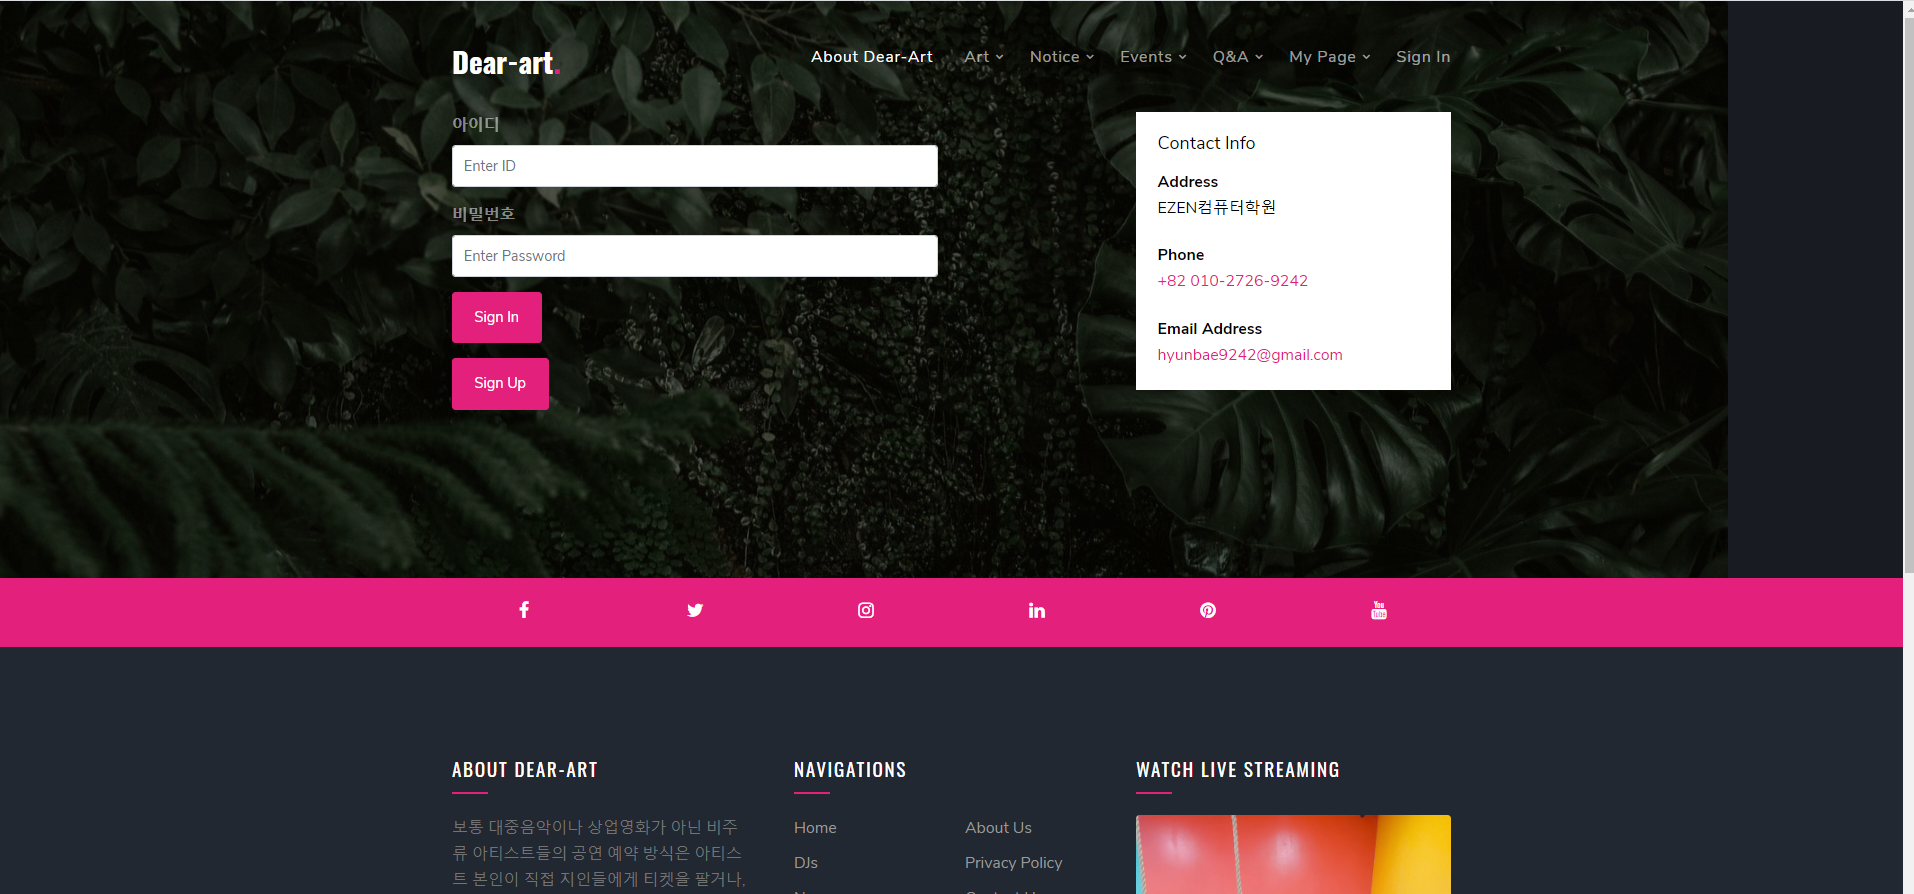 Dear-art.
About Dear-Art Art Notice Events Q&A My Page Sign In
아이디
Enter ID
비밀번호
Enter Password
Sign In
Sign Up
Contact Info
Address
EZEN컴퓨터학원
Phone
+82 010-2726-9242
Email Address
hyunbae9242@gmail.com
You
Tube
ABOUT DEAR-ART
보통 대중음악이나 상업영화가 아닌 비주
류 아티스트들의 공연 예약 방식은 아티스
트 본인이 직접 지인들에게 티켓을 팔거나,
NAVIGATIONS
Home
DJs
About Us
Privacy Policy
WATCH LIVE STREAMING